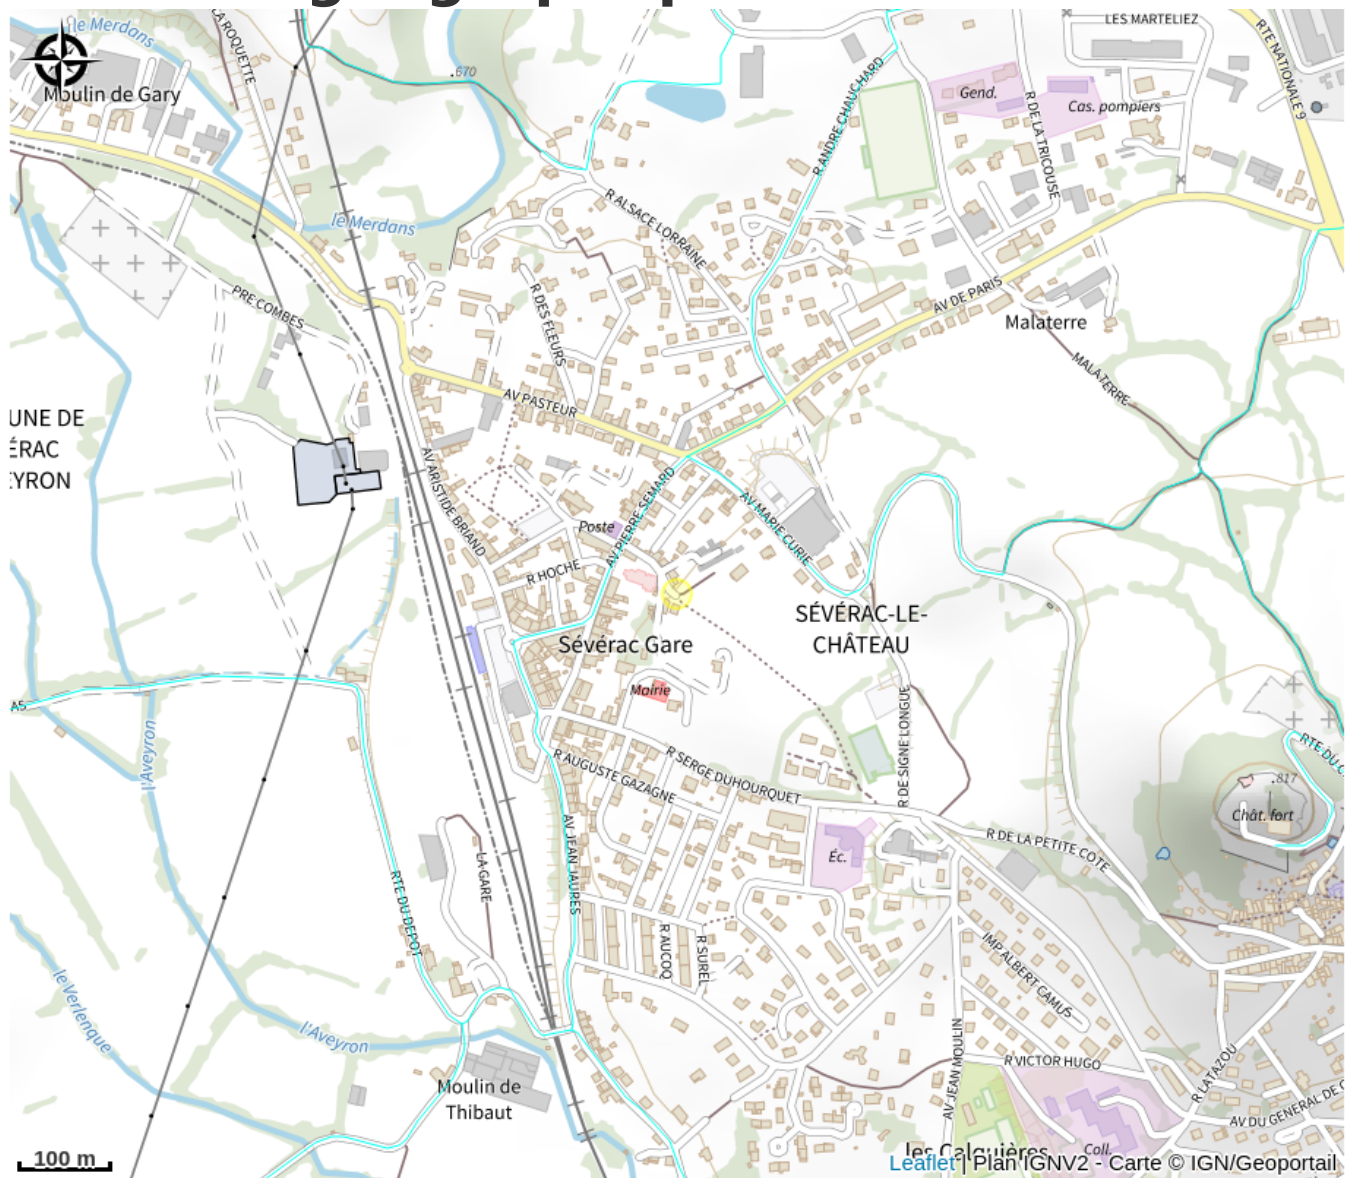 le Merdans
LA ROQUETTE
.670
LES MARTELIEZ
RTE NATIONALE 9
Moulin de Gary
Gend.
Cas. pompiers
R ANDRE CHAUCHARD
R DE LA TRICOUSE
le Merdans
R ALSACE LORRAINE
PRE COMBES
R DES FLEURS
AV DE PARIS
Malaterre
MALATERRE
AV PASTEUR
UNE DE
ÉRAC
EYRON
AV ARISTIDE BRIAND
AV PIERRE SEMARD
AV MARIE CURIE
Poste
R HOCHE
SÉVÉRAC-LE-
CHÂTEAU
Sévérac Gare
Mairie
AS
l'Aveyron
R DE SIGNE LONGUE
R SERGE DUHOURQUET
R AUGUSTE GAZAGNE
RTE DU C
.817
Chât. fort
AV JEAN JAURES
R DE LA PETITE COTE
Éc.
LA GARE
RTE DU DEPOT
R AUCOQ
R SUREL
IMP ALBERT CAMUS
le Verlenque
l'Aveyron
AV JEAN MOULIN
R VICTOR HUGO
R LATAZOU
Moulin de
Thibaut
AV DU GENERAL DE G
les Calquières
Coll.
100 m
Leaflet | Plan IGNV2 - Carte © IGN/Geoportail